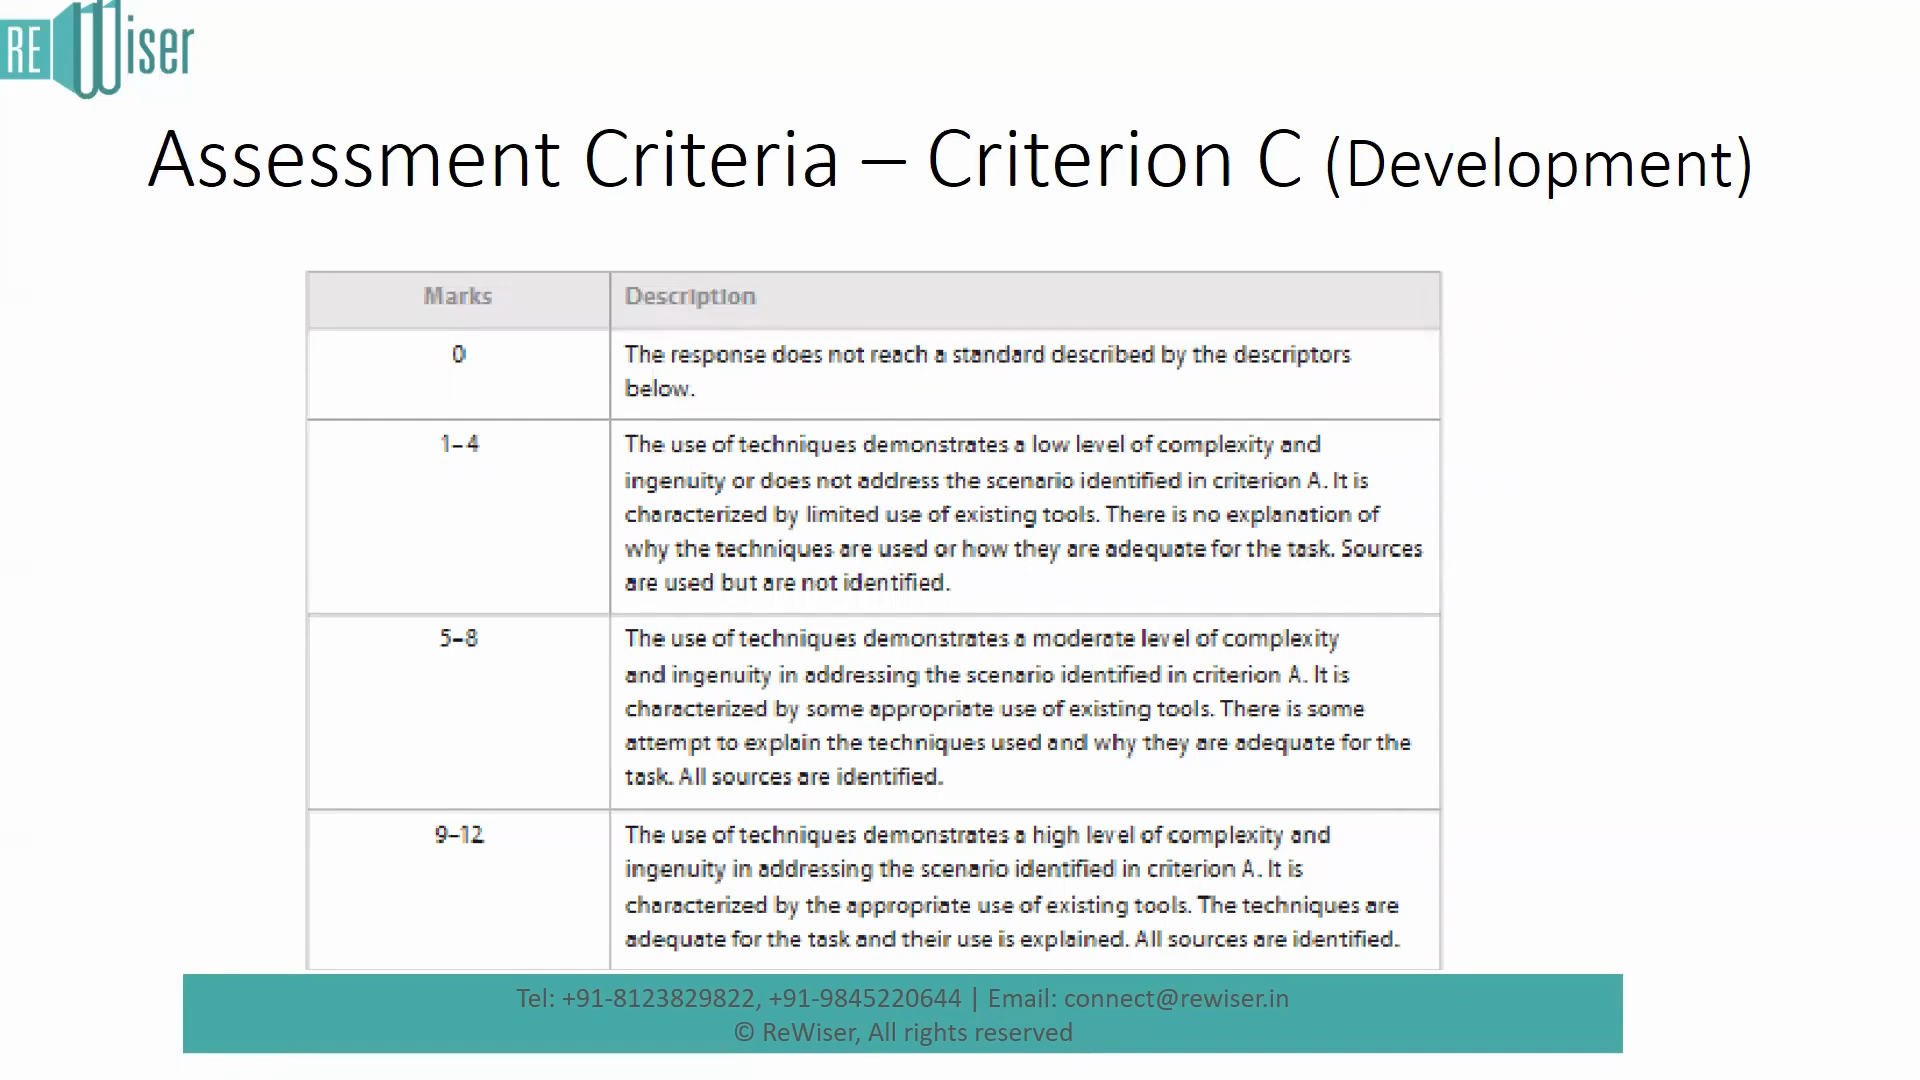 REWiser
Assessment Criteria – Criterion C (Development)
Marks
Description
0
The response does not reach a standard described by the descriptors
below.
1–4
The use of techniques demonstrates a low level of complexity and
ingenuity or does not address the scenario identified in criterion A. It is
characterized by limited use of existing tools. There is no explanation of
why the techniques are used or how they are adequate for the task. Sources
are used but are not identified.
5–8
The use of techniques demonstrates a moderate level of complexity
and ingenuity in addressing the scenario identified in criterion A. It is
characterized by some appropriate use of existing tools. There is some
attempt to explain the techniques used and why they are adequate for the
task. All sources are identified.
9–12
The use of techniques demonstrates a high level of complexity and
ingenuity in addressing the scenario identified in criterion A. It is
characterized by the appropriate use of existing tools. The techniques are
adequate for the task and their use is explained. All sources are identified.
Tel: +91-8123829822, +91-9845220644 | Email: connect@rewiser.in
© ReWiser, All rights reserved